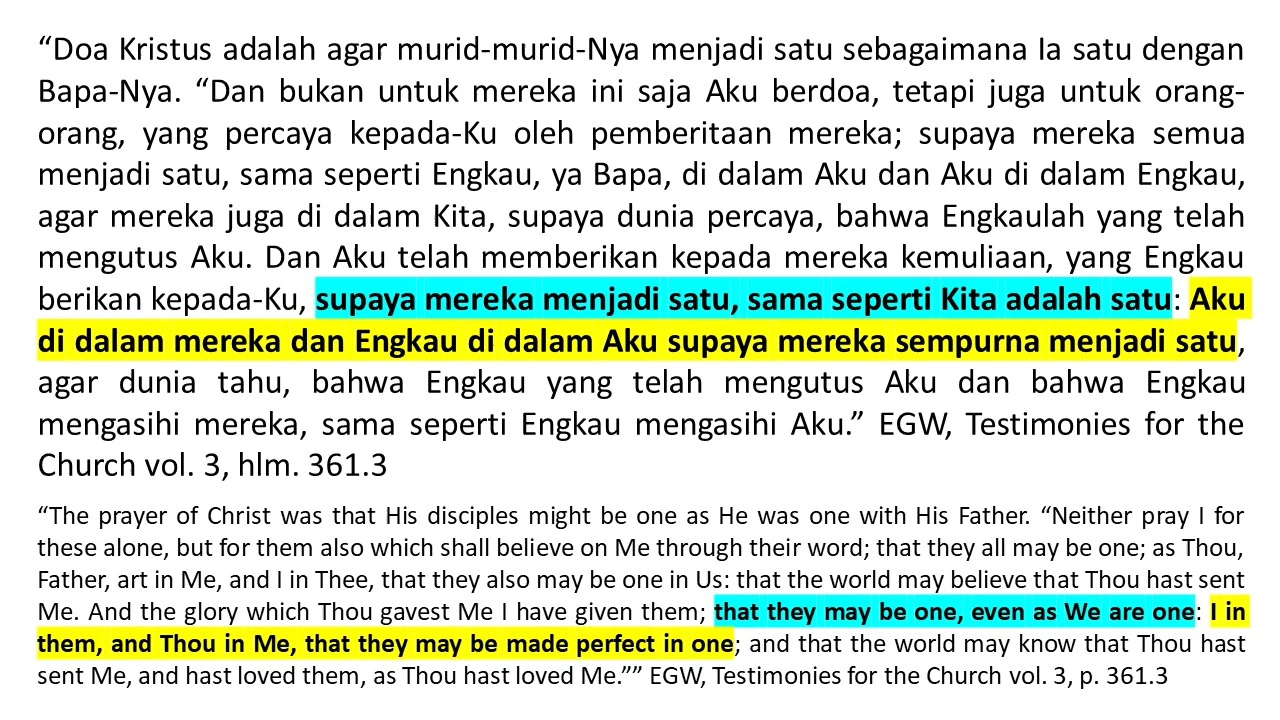 “Doa Kristus adalah agar murid-murid-Nya menjadi satu sebagaimana Ia satu dengan
Bapa-Nya. “Dan bukan untuk mereka ini saja Aku berdoa, tetapi juga untuk orang-
orang, yang percaya kepada-Ku oleh pemberitaan mereka; supaya mereka semua
menjadi satu, sama seperti Engkau, ya Bapa, di dalam Aku dan Aku di dalam Engkau,
agar mereka juga di dalam Kita, supaya dunia percaya, bahwa Engkaulah yang telah
mengutus Aku. Dan Aku telah memberikan kepada mereka kemuliaan, yang Engkau
berikan kepada-Ku, supaya mereka menjadi satu, sama seperti Kita adalah satu: Aku
di dalam mereka dan Engkau di dalam Aku supaya mereka sempurna menjadi satu,
agar dunia tahu, bahwa Engkau yang telah mengutus Aku dan bahwa Engkau
mengasihi mereka, sama seperti Engkau mengasihi Aku.” EGW, Testimonies for the
Church vol. 3, hlm. 361.3
“The prayer of Christ was that His disciples might be one as He was one with His Father. “Neither pray I for
these alone, but for them also which shall believe on Me through their word; that they all may be one; as Thou,
Father, art in Me, and I in Thee, that they also may be one in Us: that the world may believe that Thou hast sent
Me. And the glory which Thou gavest Me I have given them; that they may be one, even as We are one: I in
them, and Thou in Me, that they may be made perfect in one; and that the world may know that Thou hast
sent Me, and hast loved them, as Thou hast loved Me.”” EGW, Testimonies for the Church vol. 3, p. 361.3